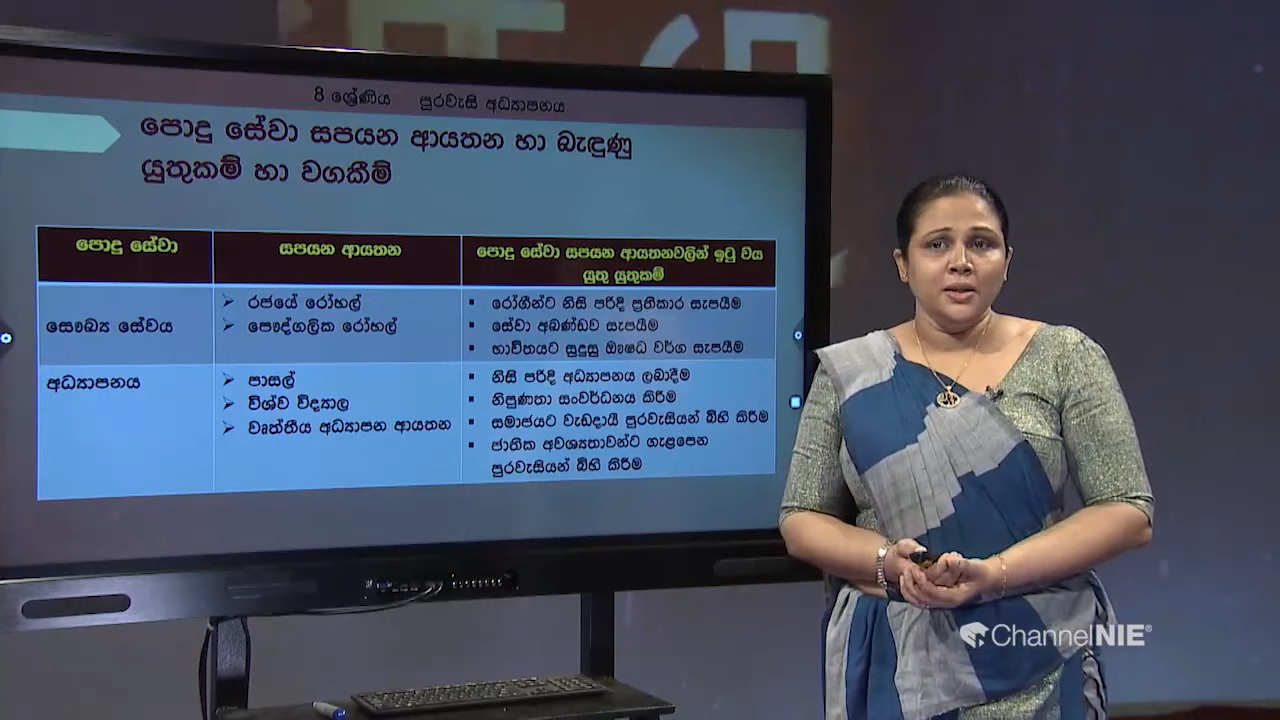 8 ශ්‍රේණිය පුරවැසි අධ්‍යාපනය
පොදු සේවා සපයන ආයතන හා බැඳුණු
යුතුකම් හා වගකීම්
පොදු සේවා
සපයන ආයතන
පොදු සේවා සපයන ආයතනවලින් ඉටු විය
යුතු යුතුකම්
සෞඛ්‍ය සේවය
රජයේ රෝහල්
පෞද්ගලික රෝහල්
රෝගීන්ට නිසි පරිදි ප්‍රතිකාර සැපයීම
සේවා අඛණ්ඩව සැපයීම
භාවිතයට සුදුසු ඖෂධ වර්ග සැපයීම
අධ්‍යාපනය
පාසල්
විශ්ව විද්‍යාල
වෘත්තීය අධ්‍යාපන ආයතන
නිසි පරිදි අධ්‍යාපනය ලබාදීම
නිපුණතා සංවර්ධනය කිරීම
සමාජයට වැඩදායී පුරවැසියන් බිහි කිරීම
ජාතික අවශ්‍යතාවන්ට ගැළපෙන
පුරවැසියන් බිහි කිරීම
ChannelNIE®